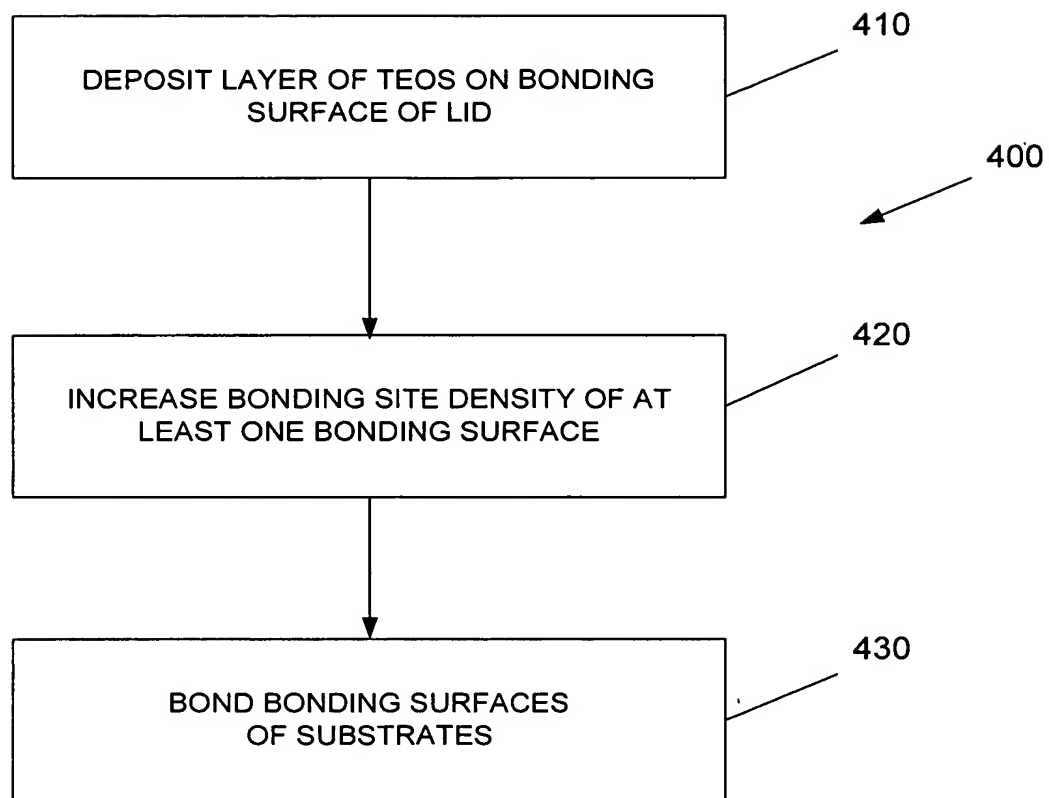 410
DEPOSIT LAYER OF TEOS ON BONDING
SURFACE OF LID
400
420
INCREASE BONDING SITE DENSITY OF AT
LEAST ONE BONDING SURFACE
430
BOND BONDING SURFACES
OF SUBSTRATES